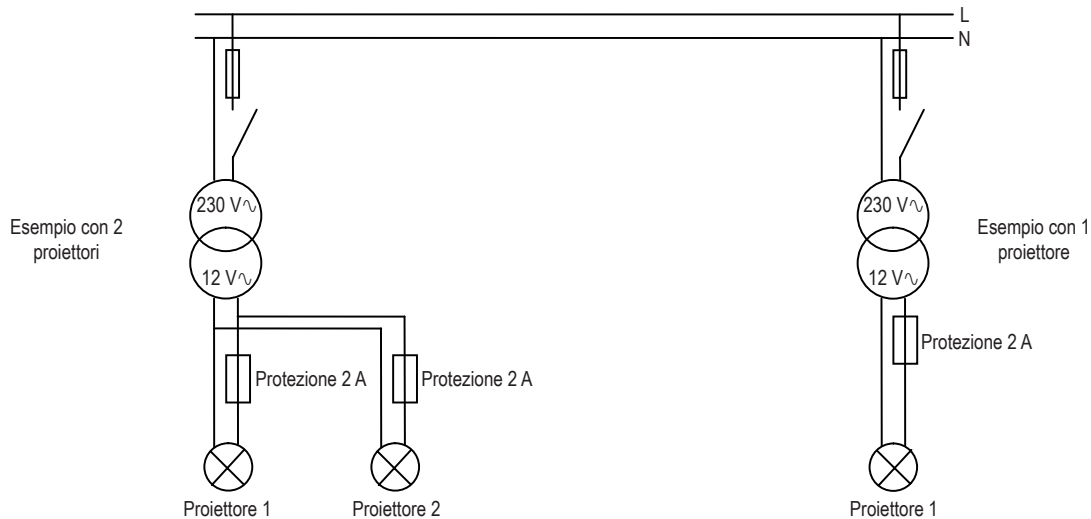 L
N
230 V∿
12 V∿
Esempio con 2
proiettori
Protezione 2 A
Protezione 2 A
Proiettore 1
Proiettore 2
230 V∿
12 V∿
Esempio con 1
proiettore
Protezione 2 A
Proiettore 1